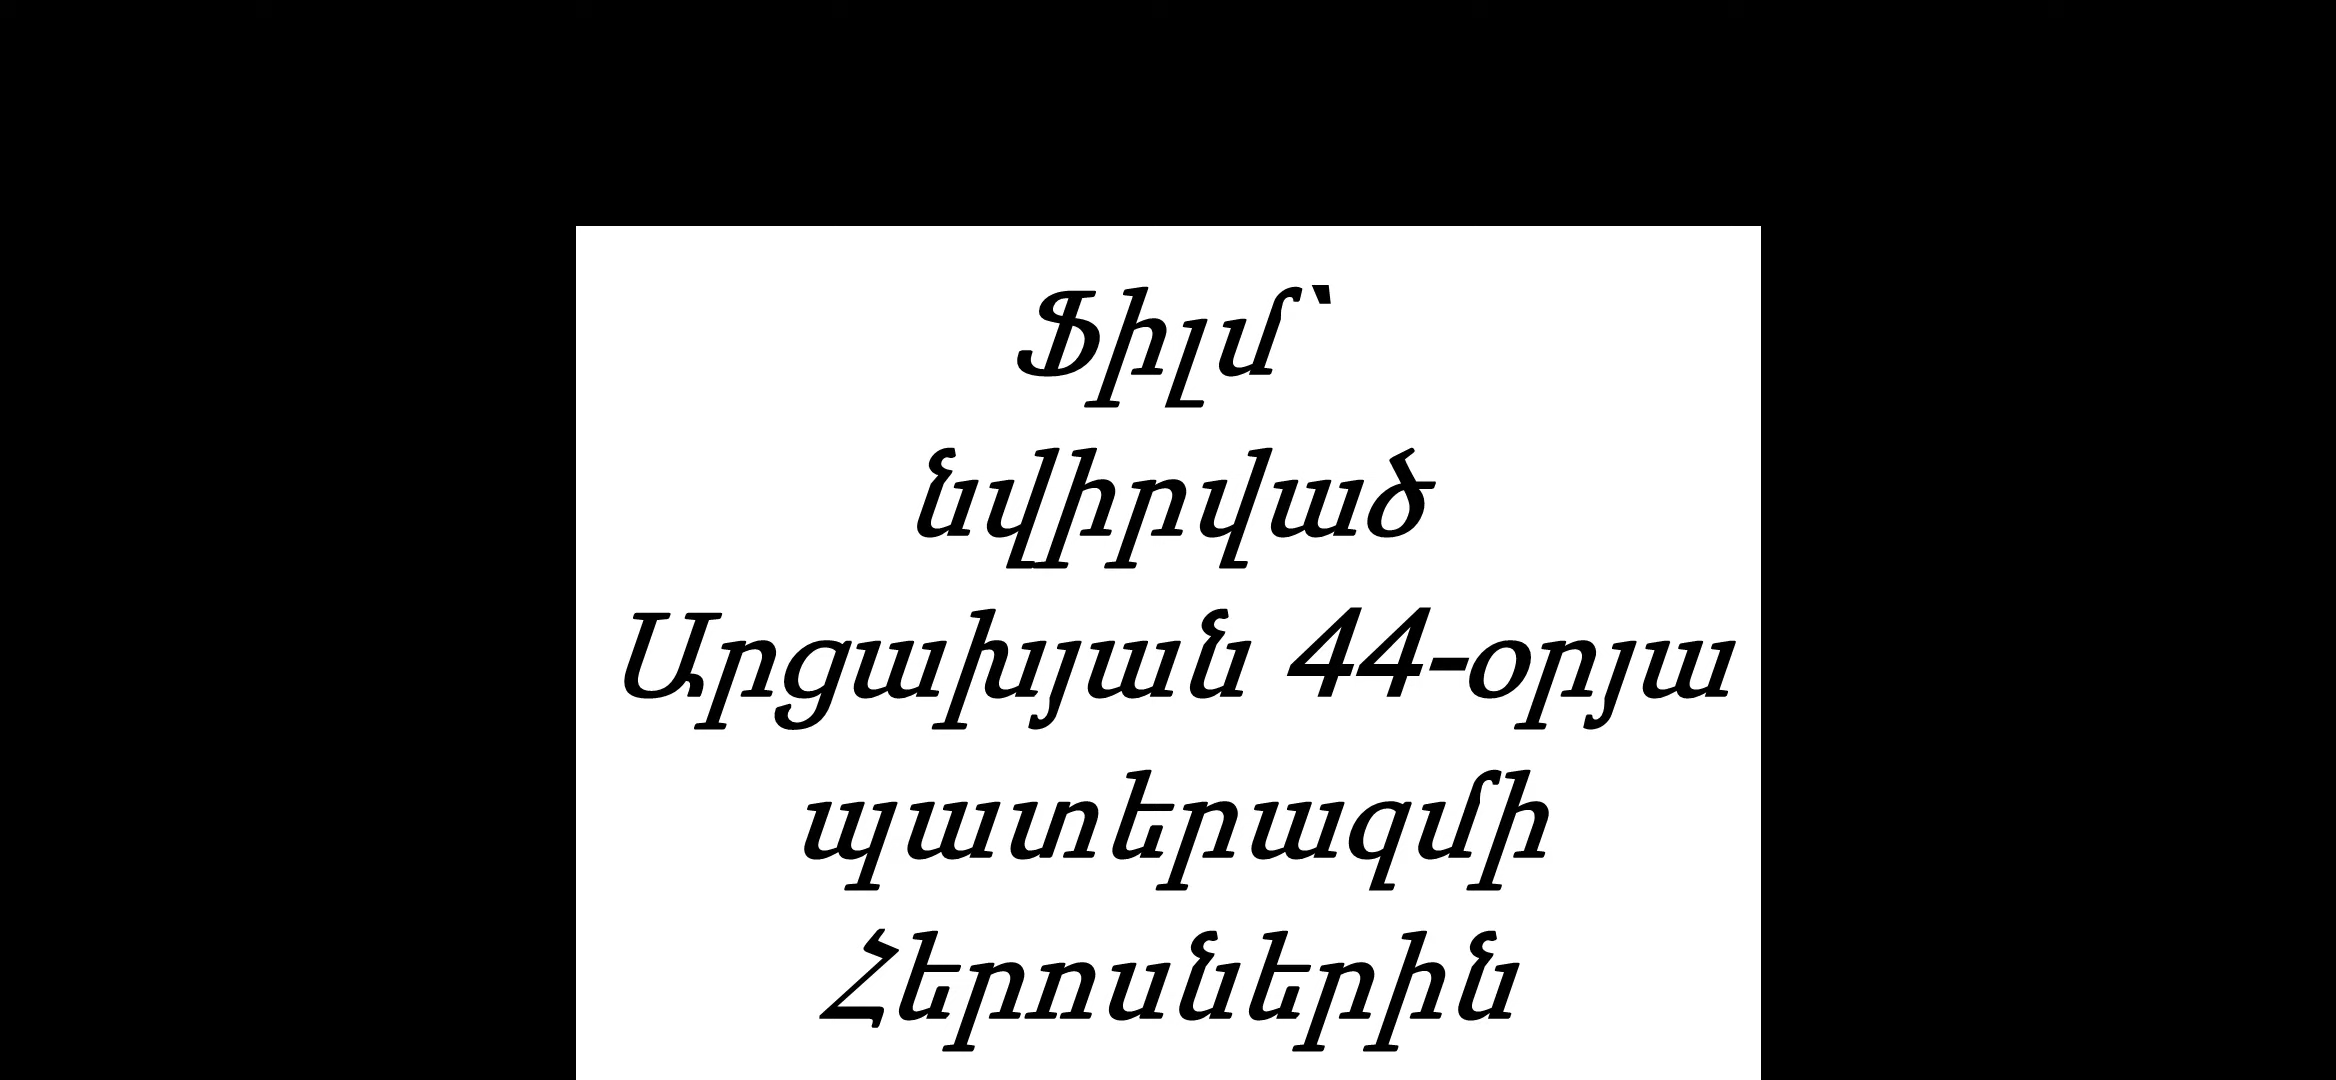 Ֆիլմ՝
նվիրված
Արցախյան 44-օրյա
պատերազմի
Հերոսներին